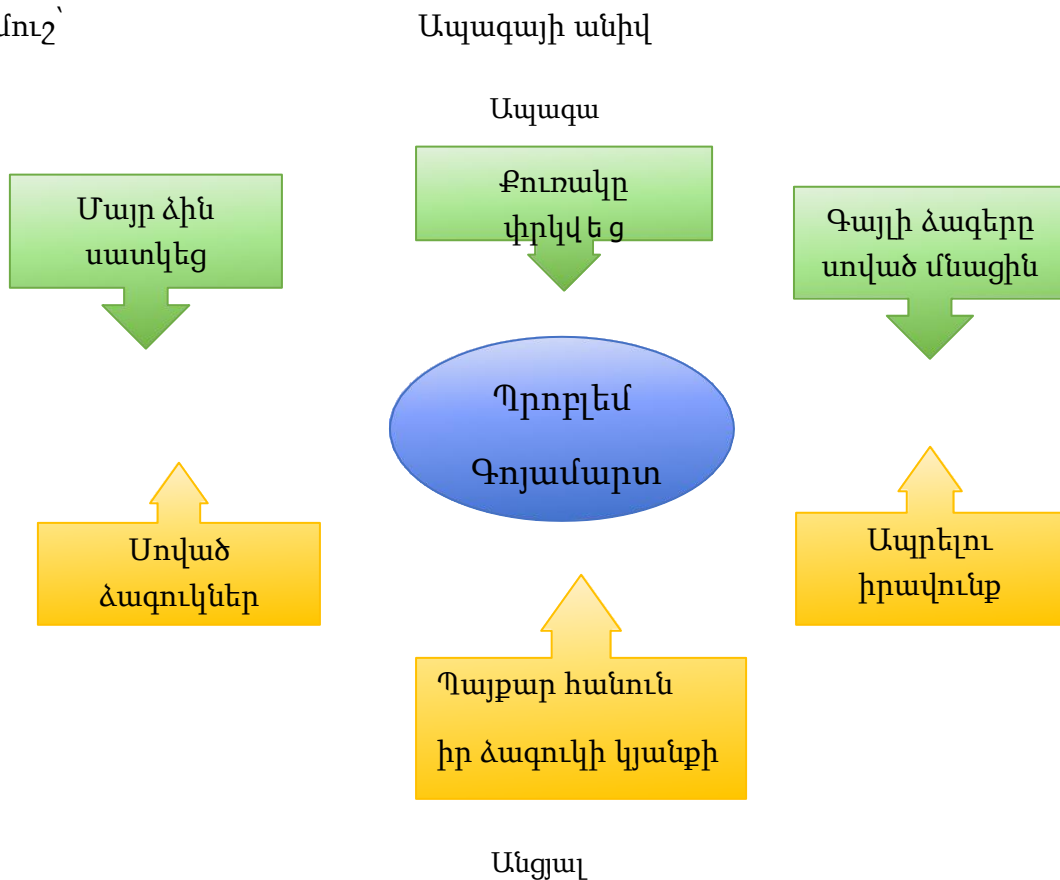 մուշ՝
Ապագայի անիվ
Ապագա
Մայր ձին
սատկեց
Քուռակը
փրկվեց
Գայլի ձագերը
սոված մնացին
Պրոբլեմ
Գոյամարտ
Սոված
ձագուկներ
Ապրելու
իրավունք
Պայքար հանուն
իր ձագուկի կյանքի
Անցյալ